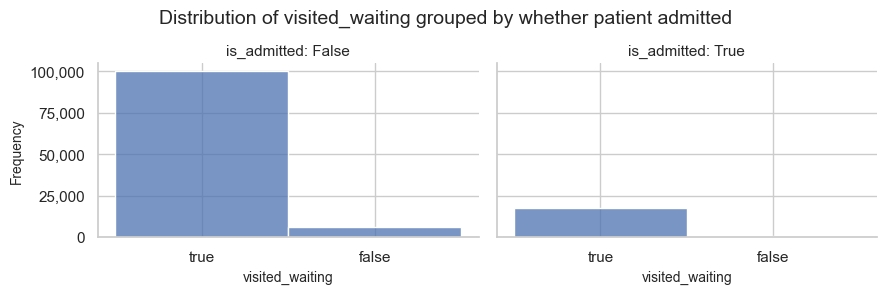 Distribution of visited_waiting grouped by whether patient admitted
is_admitted: False
is_admitted: True
100,000
75,000
50,000
25,000
0
Frequency
true
false
true
false
visited_waiting
visited_waiting